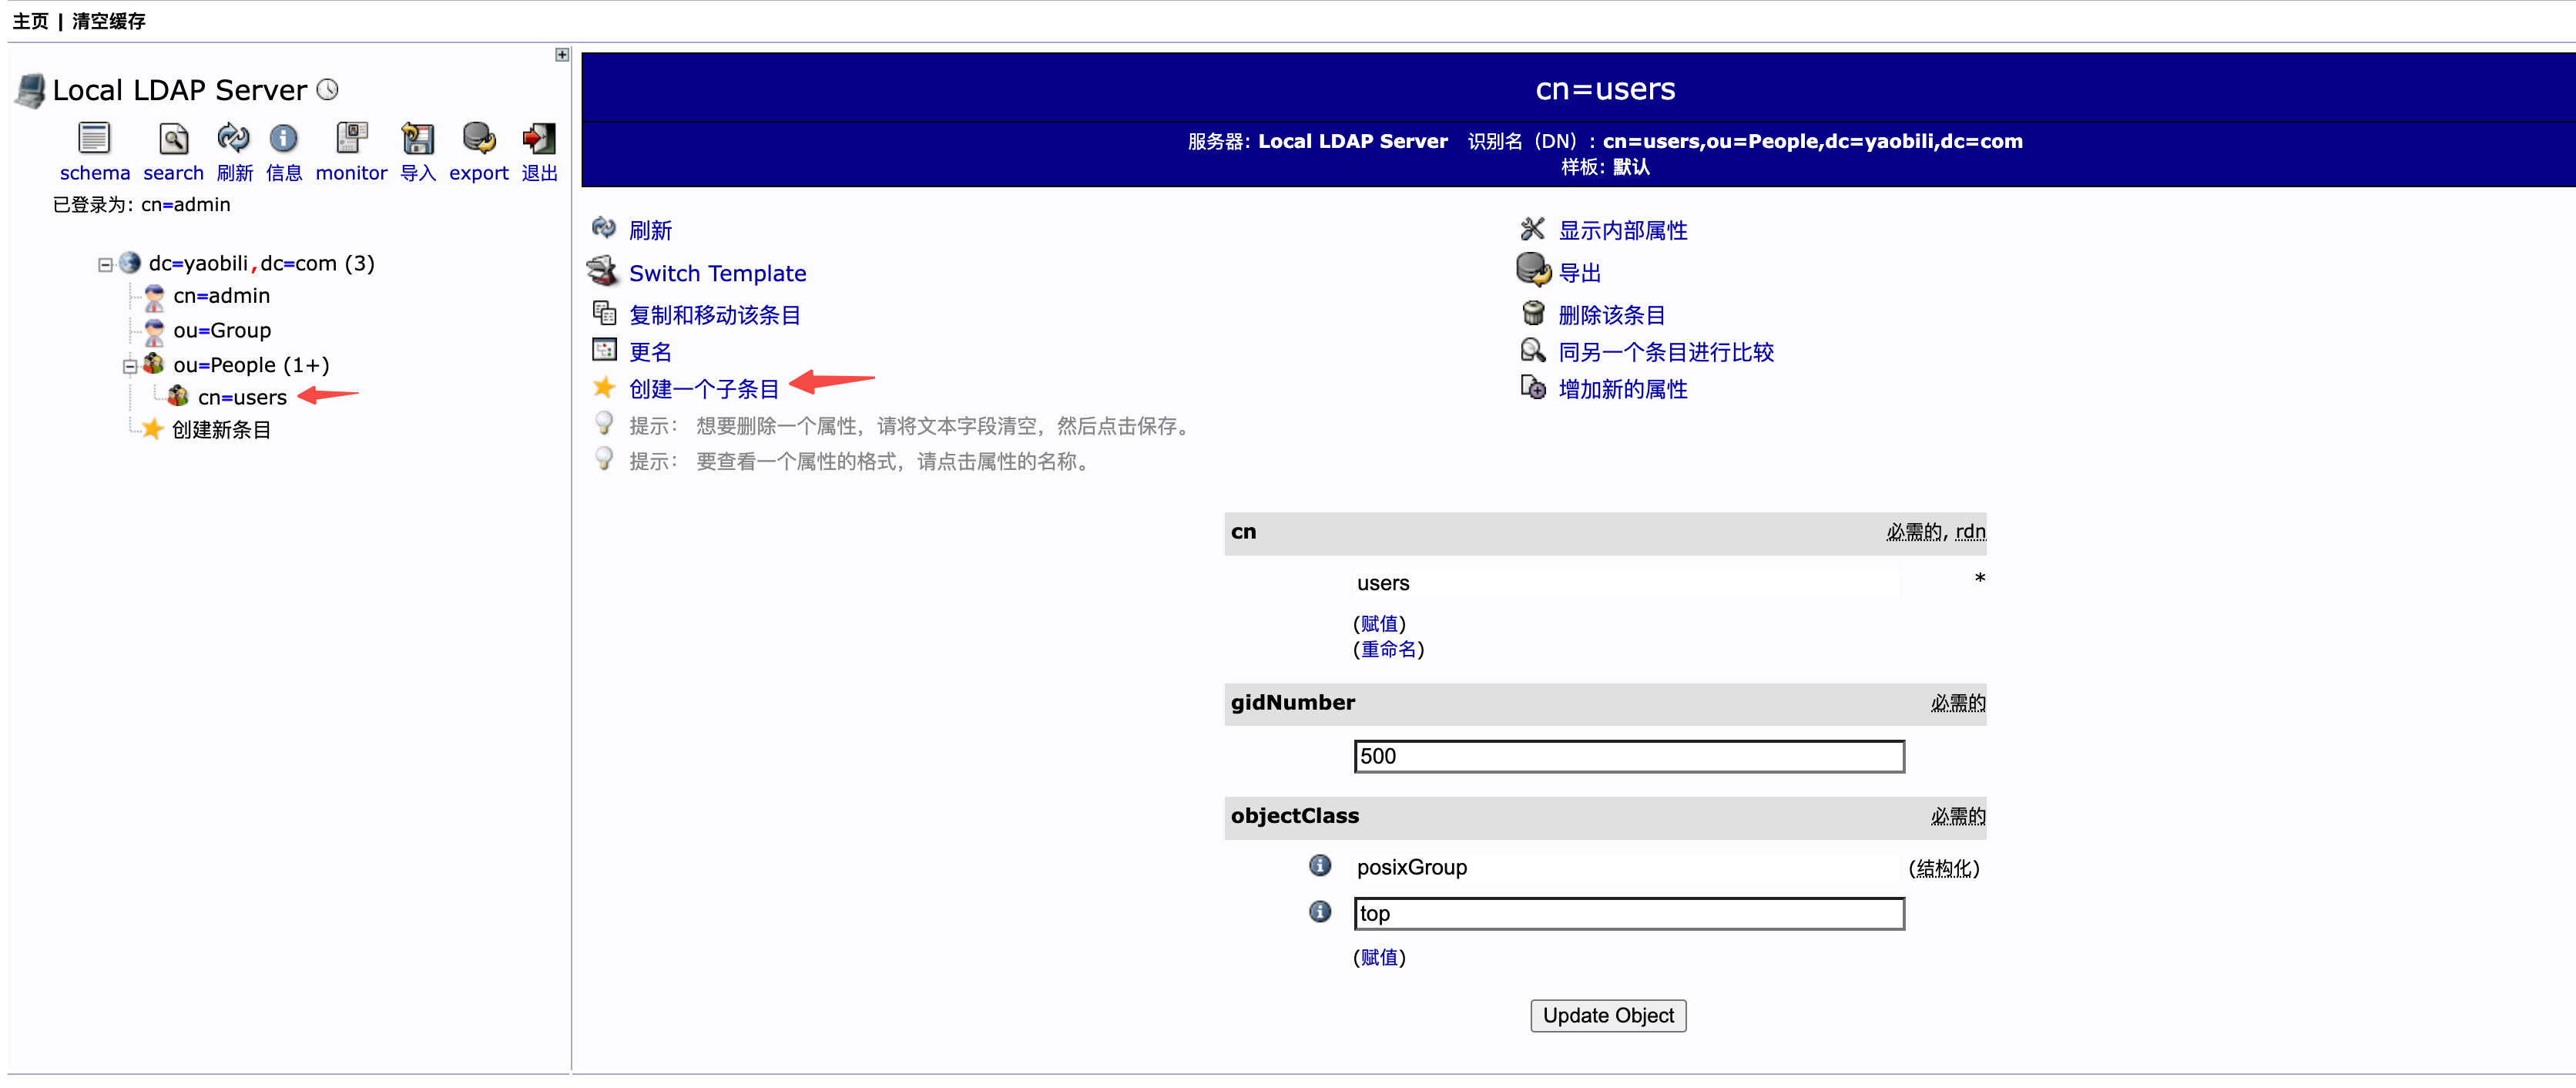 主页 | 清空缓存
Local LDAP Server
schema search 刷新 信息 monitor 导入 export 退出
已登录为: cn=admin
dc=yaobili,dc=com (3)
cn=admin
ou=Group
ou=People (1+)
cn=users
创建新条目
cn=users
服务器: Local LDAP Server 识别名（DN）: cn=users,ou=People,dc=yaobili,dc=com
样板: 默认
刷新
显示内部属性
Switch Template
导出
复制和移动该条目
删除该条目
更名
同另一个条目进行比较
创建一个子条目
增加新的属性
提示： 想要删除一个属性，请将文本字段清空，然后点击保存。
提示： 要查看一个属性的格式，请点击属性的名称。
cn 必需的, rdn
users *
(赋值)
(重命名)
gidNumber 必需的
500
objectClass 必需的
posixGroup (结构化)
top
(赋值)
Update Object